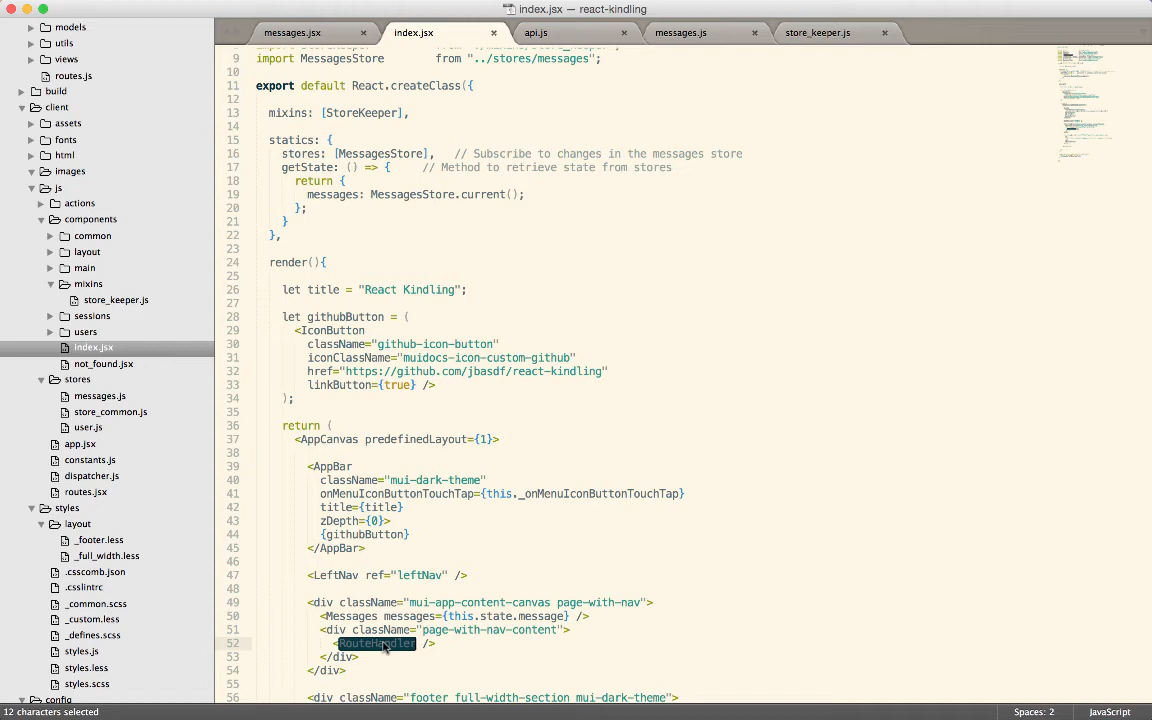 index.jsx — react-kindling
models
utils
views
routes.js
build
client
assets
fonts
html
images
js
actions
components
common
layout
main
mixins
store_keeper.js
sessions
users
index.jsx
not_found.jsx
stores
messages.js
store_common.js
user.js
app.jsx
constants.js
dispatcher.js
routes.jsx
styles
layout
_footer.less
_full_width.less
.csscomb.json
.csslintrc
_common.scss
_custom.less
_defines.scss
styles.js
styles.less
styles.scss
config
messages.jsx ×
index.jsx ×
api.js ×
messages.js ×
store_keeper.js ×
9 import MessagesStore from "../stores/messages";
10
11 export default React.createClass({
12
13 mixins: [StoreKeeper],
14
15 statics: {
16 stores: [MessagesStore], // Subscribe to changes in the messages store
17 getState: () => { // Method to retrieve state from stores
18 return {
19 messages: MessagesStore.current();
20 };
21 }
22 },
23
24 render(){
25
26 let title = "React Kindling";
27
28 let githubButton = (
29 <IconButton
30 className="github-icon-button"
31 iconClassName="muidocs-icon-custom-github"
32 href="https://github.com/jbasdf/react-kindling"
33 linkButton={true} />
34 );
35
36 return (
37 <AppCanvas predefinedLayout={1}>
38
39 <AppBar
40 className="mui-dark-theme"
41 onMenuIconButtonTouchTap={this._onMenuIconButtonTouchTap}
42 title={title}
43 zDepth={0}>
44 {githubButton}
45 </AppBar>
46
47 <LeftNav ref="leftNav" />
48
49 <div className="mui-app-content-canvas page-with-nav">
50 <Messages messages={this.state.message} />
51 <div className="page-with-nav-content">
52 <RouteHandler />
53 </div>
54 </div>
55
56 <div className="footer full-width-section mui-dark-theme">
12 characters selected
Spaces: 2
JavaScript